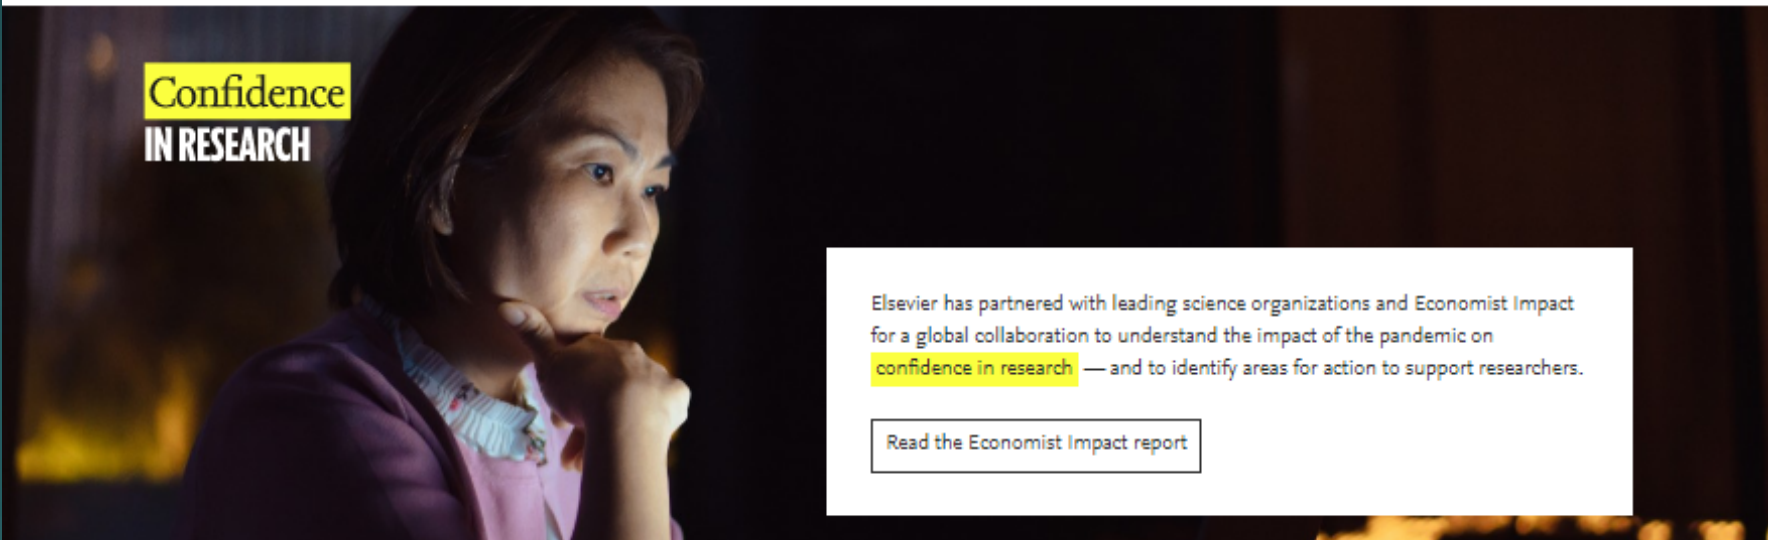 Confidence
IN RESEARCH
Elsevier has partnered with leading science organizations and Economist Impact
for a global collaboration to understand the impact of the pandemic on
confidence in research — and to identify areas for action to support researchers.
Read the Economist Impact report